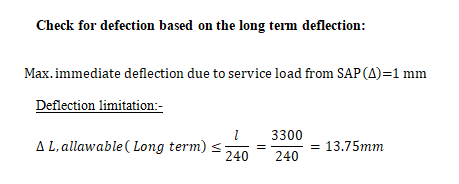 Check for defection based on the long term deflection:
Max. immediate deflection due to service load from SAP(Δ)=1 mm
Deflection limitation:-
Δ L, allawable ( Long term) ≤ l/240 = 3300/240 = 13.75mm